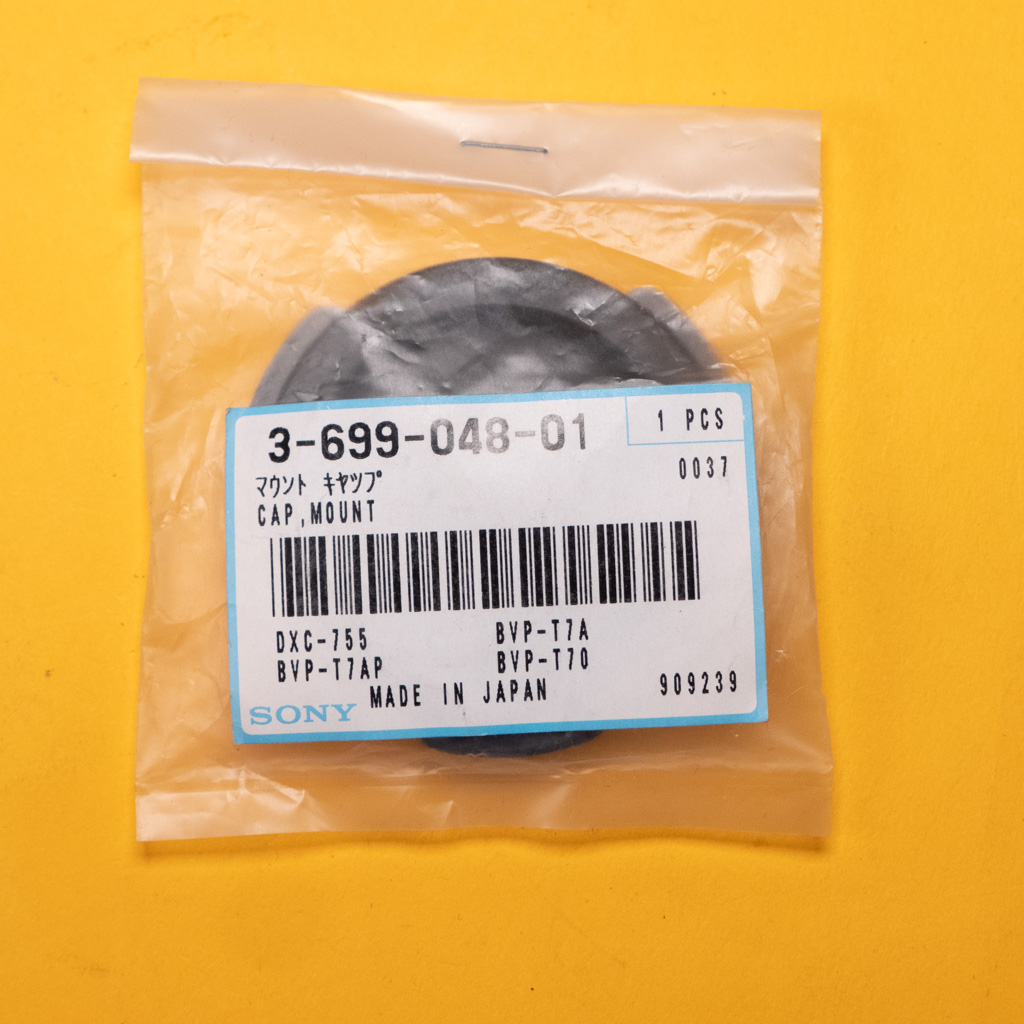 3-699-048-01
1 PCS
0037
マウント キヤツプ
CAP,MOUNT
DXC-755 BVP-T7A
BVP-T7AP BVP-T70
MADE IN JAPAN 909239
SONY